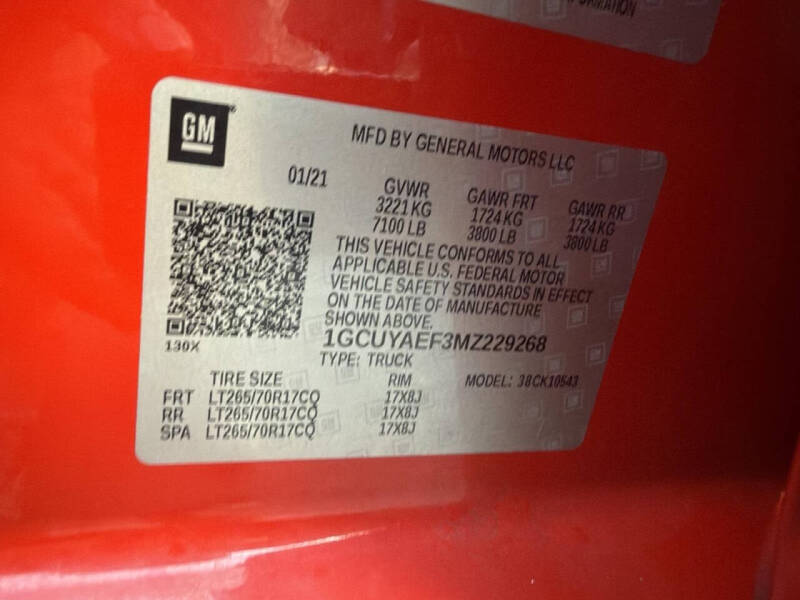 FORMATION
GM
MFD BY GENERAL MOTORS LLC
01/21
GVWR
3221 KG
7100 LB
GAWR FRT
1724 KG
3800 LB
GAWR RR
1724 KG
3800 LB
THIS VEHICLE CONFORMS TO ALL
APPLICABLE U.S. FEDERAL MOTOR
VEHICLE SAFETY STANDARDS IN EFFECT
ON THE DATE OF MANUFACTURE
SHOWN ABOVE.
1GCUYAEF3MZ229268
TYPE: TRUCK
130X
TIRE SIZE RIM MODEL: 38CK10543
FRT LT265/70R17CQ 17X8J
RR LT265/70R17CQ 17X8J
SPA LT265/70R17CQ 17X8J